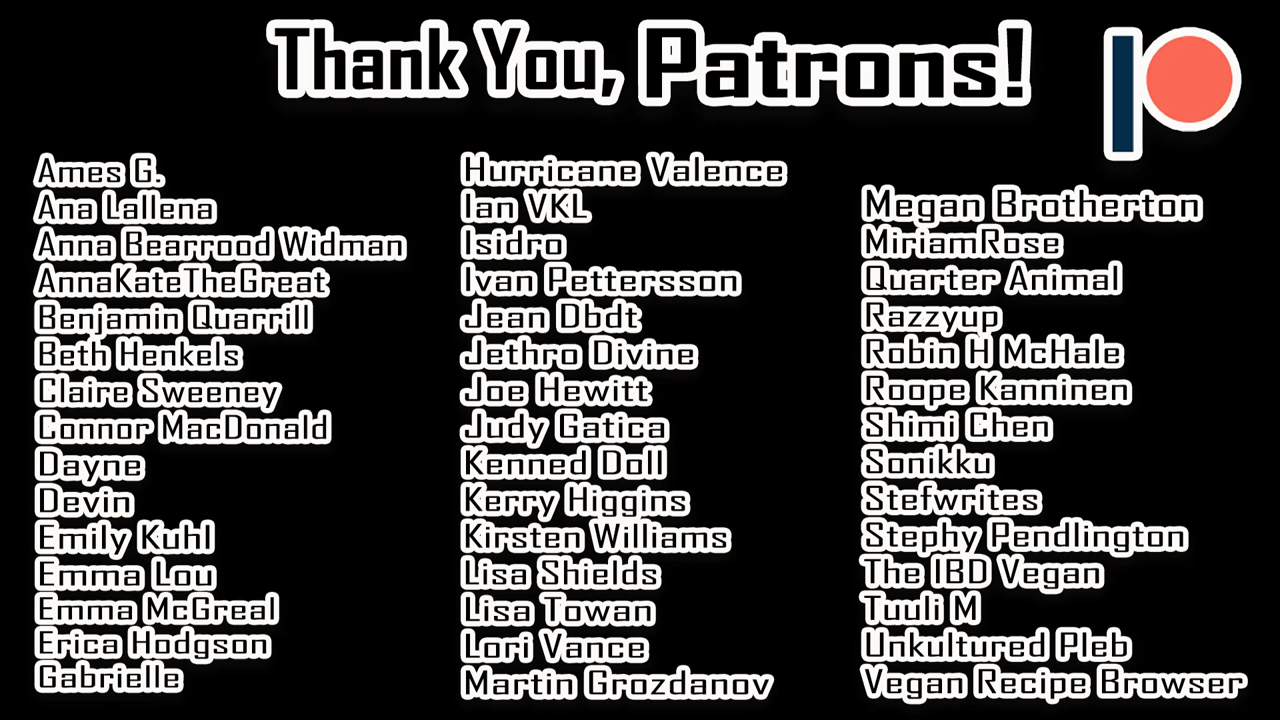 Thank You, Patrons!
Ames G.
Ana Lallena
Anna Bearrood Widman
AnnaKateTheGreat
Benjamin Quarrill
Beth Henkels
Claire Sweeney
Connor MacDonald
Dayne
Devin
Emily Kuhl
Emma Lou
Emma McGreal
Erica Hodgson
Gabrielle
Hurricane Valence
Ian VKL
Isidro
Ivan Pettersson
Jean Dbdt
Jethro Divine
Joe Hewitt
Judy Gatica
Kenned Doll
Kerry Higgins
Kirsten Williams
Lisa Shields
Lisa Towan
Lori Vance
Martin Grozdanov
Megan Brotherton
MiriamRose
Quarter Animal
Razzyup
Robin H McHale
Roope Kanninen
Shimi Chen
Sonikku
Stefwrites
Stephy Pendlington
The IBD Vegan
Tuuli M
Unkultured Pleb
Vegan Recipe Browser